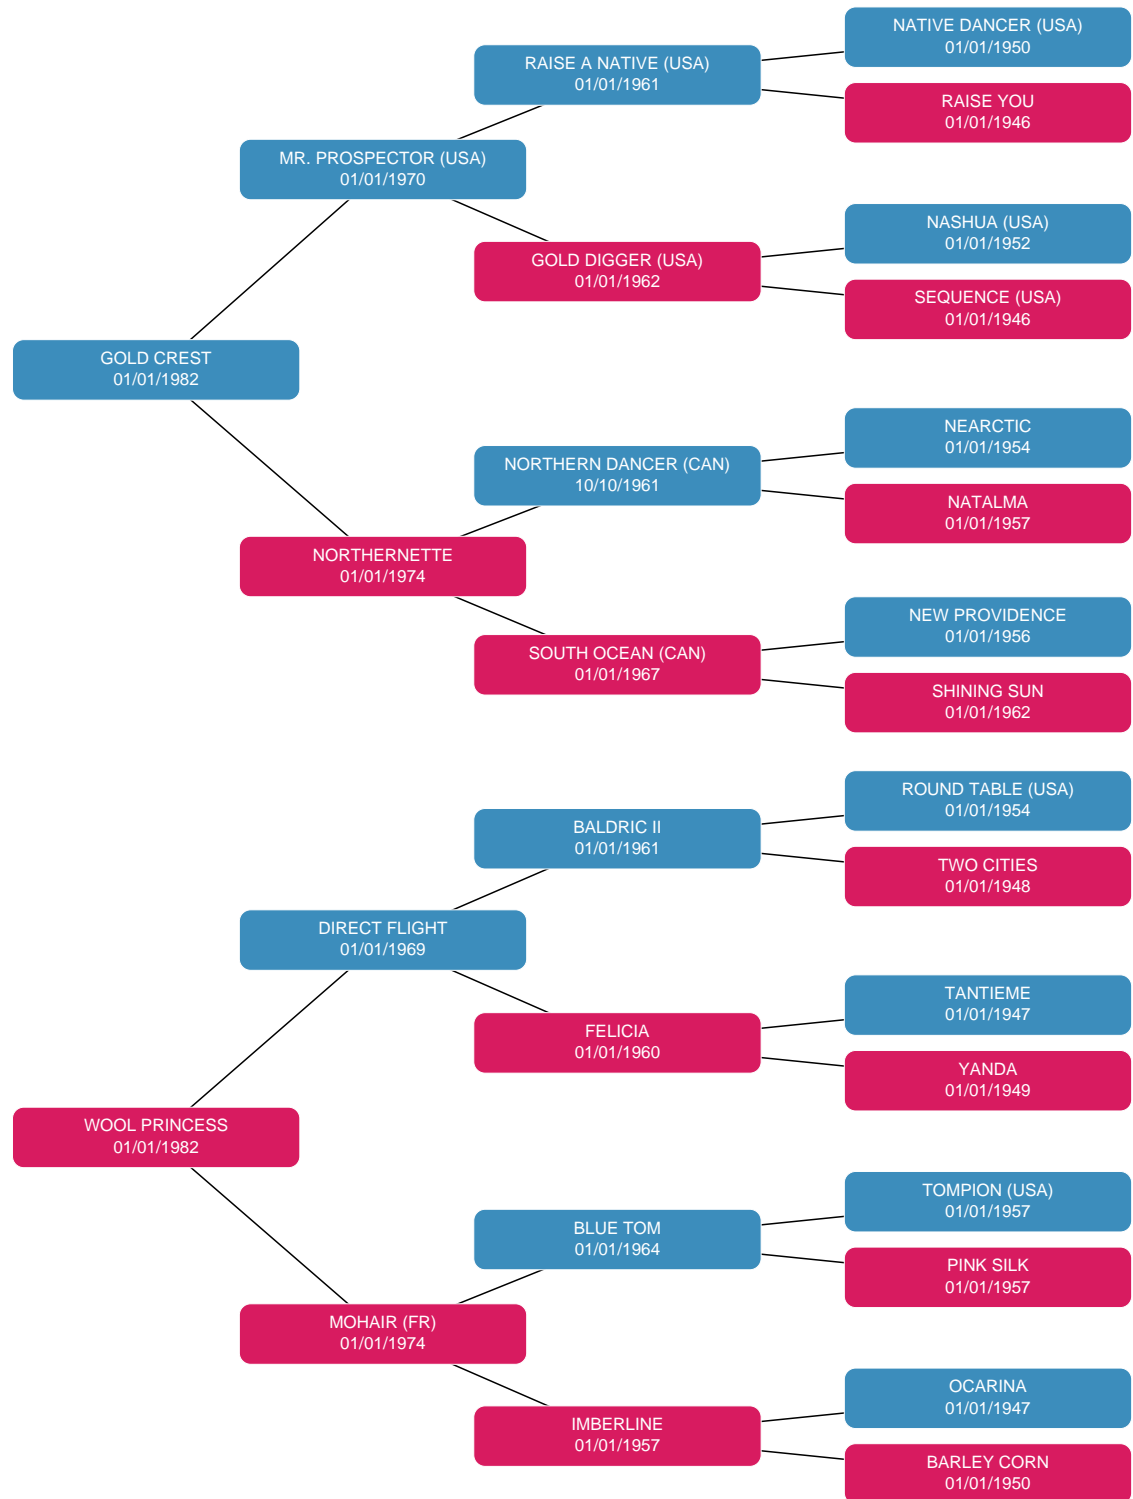 NATIVE DANCER (USA)
01/01/1950
RAISE A NATIVE (USA)
01/01/1961
RAISE YOU
01/01/1946
MR. PROSPECTOR (USA)
01/01/1970
NASHUA (USA)
01/01/1952
GOLD DIGGER (USA)
01/01/1962
SEQUENCE (USA)
01/01/1946
GOLD CREST
01/01/1982
NEARCTIC
01/01/1954
NORTHERN DANCER (CAN)
10/10/1961
NATALMA
01/01/1957
NORTHERNETTE
01/01/1974
NEW PROVIDENCE
01/01/1956
SOUTH OCEAN (CAN)
01/01/1967
SHINING SUN
01/01/1962
ROUND TABLE (USA)
01/01/1954
BALDRIC II
01/01/1961
TWO CITIES
01/01/1948
DIRECT FLIGHT
01/01/1969
TANTIEME
01/01/1947
FELICIA
01/01/1960
YANDA
01/01/1949
WOOL PRINCESS
01/01/1982
TOMPION (USA)
01/01/1957
BLUE TOM
01/01/1964
PINK SILK
01/01/1957
MOHAIR (FR)
01/01/1974
OCARINA
01/01/1947
IMBERLINE
01/01/1957
BARLEY CORN
01/01/1950